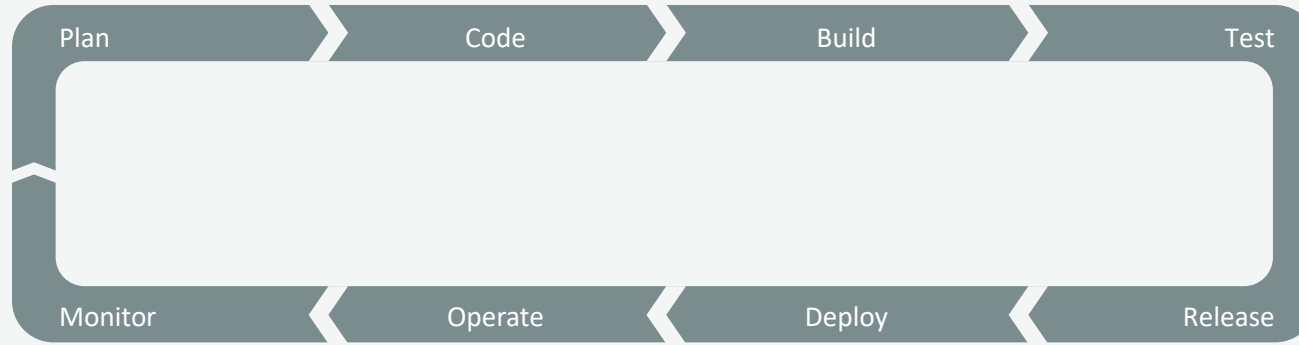 Plan
Code
Build
Test
Monitor
Operate
Deploy
Release